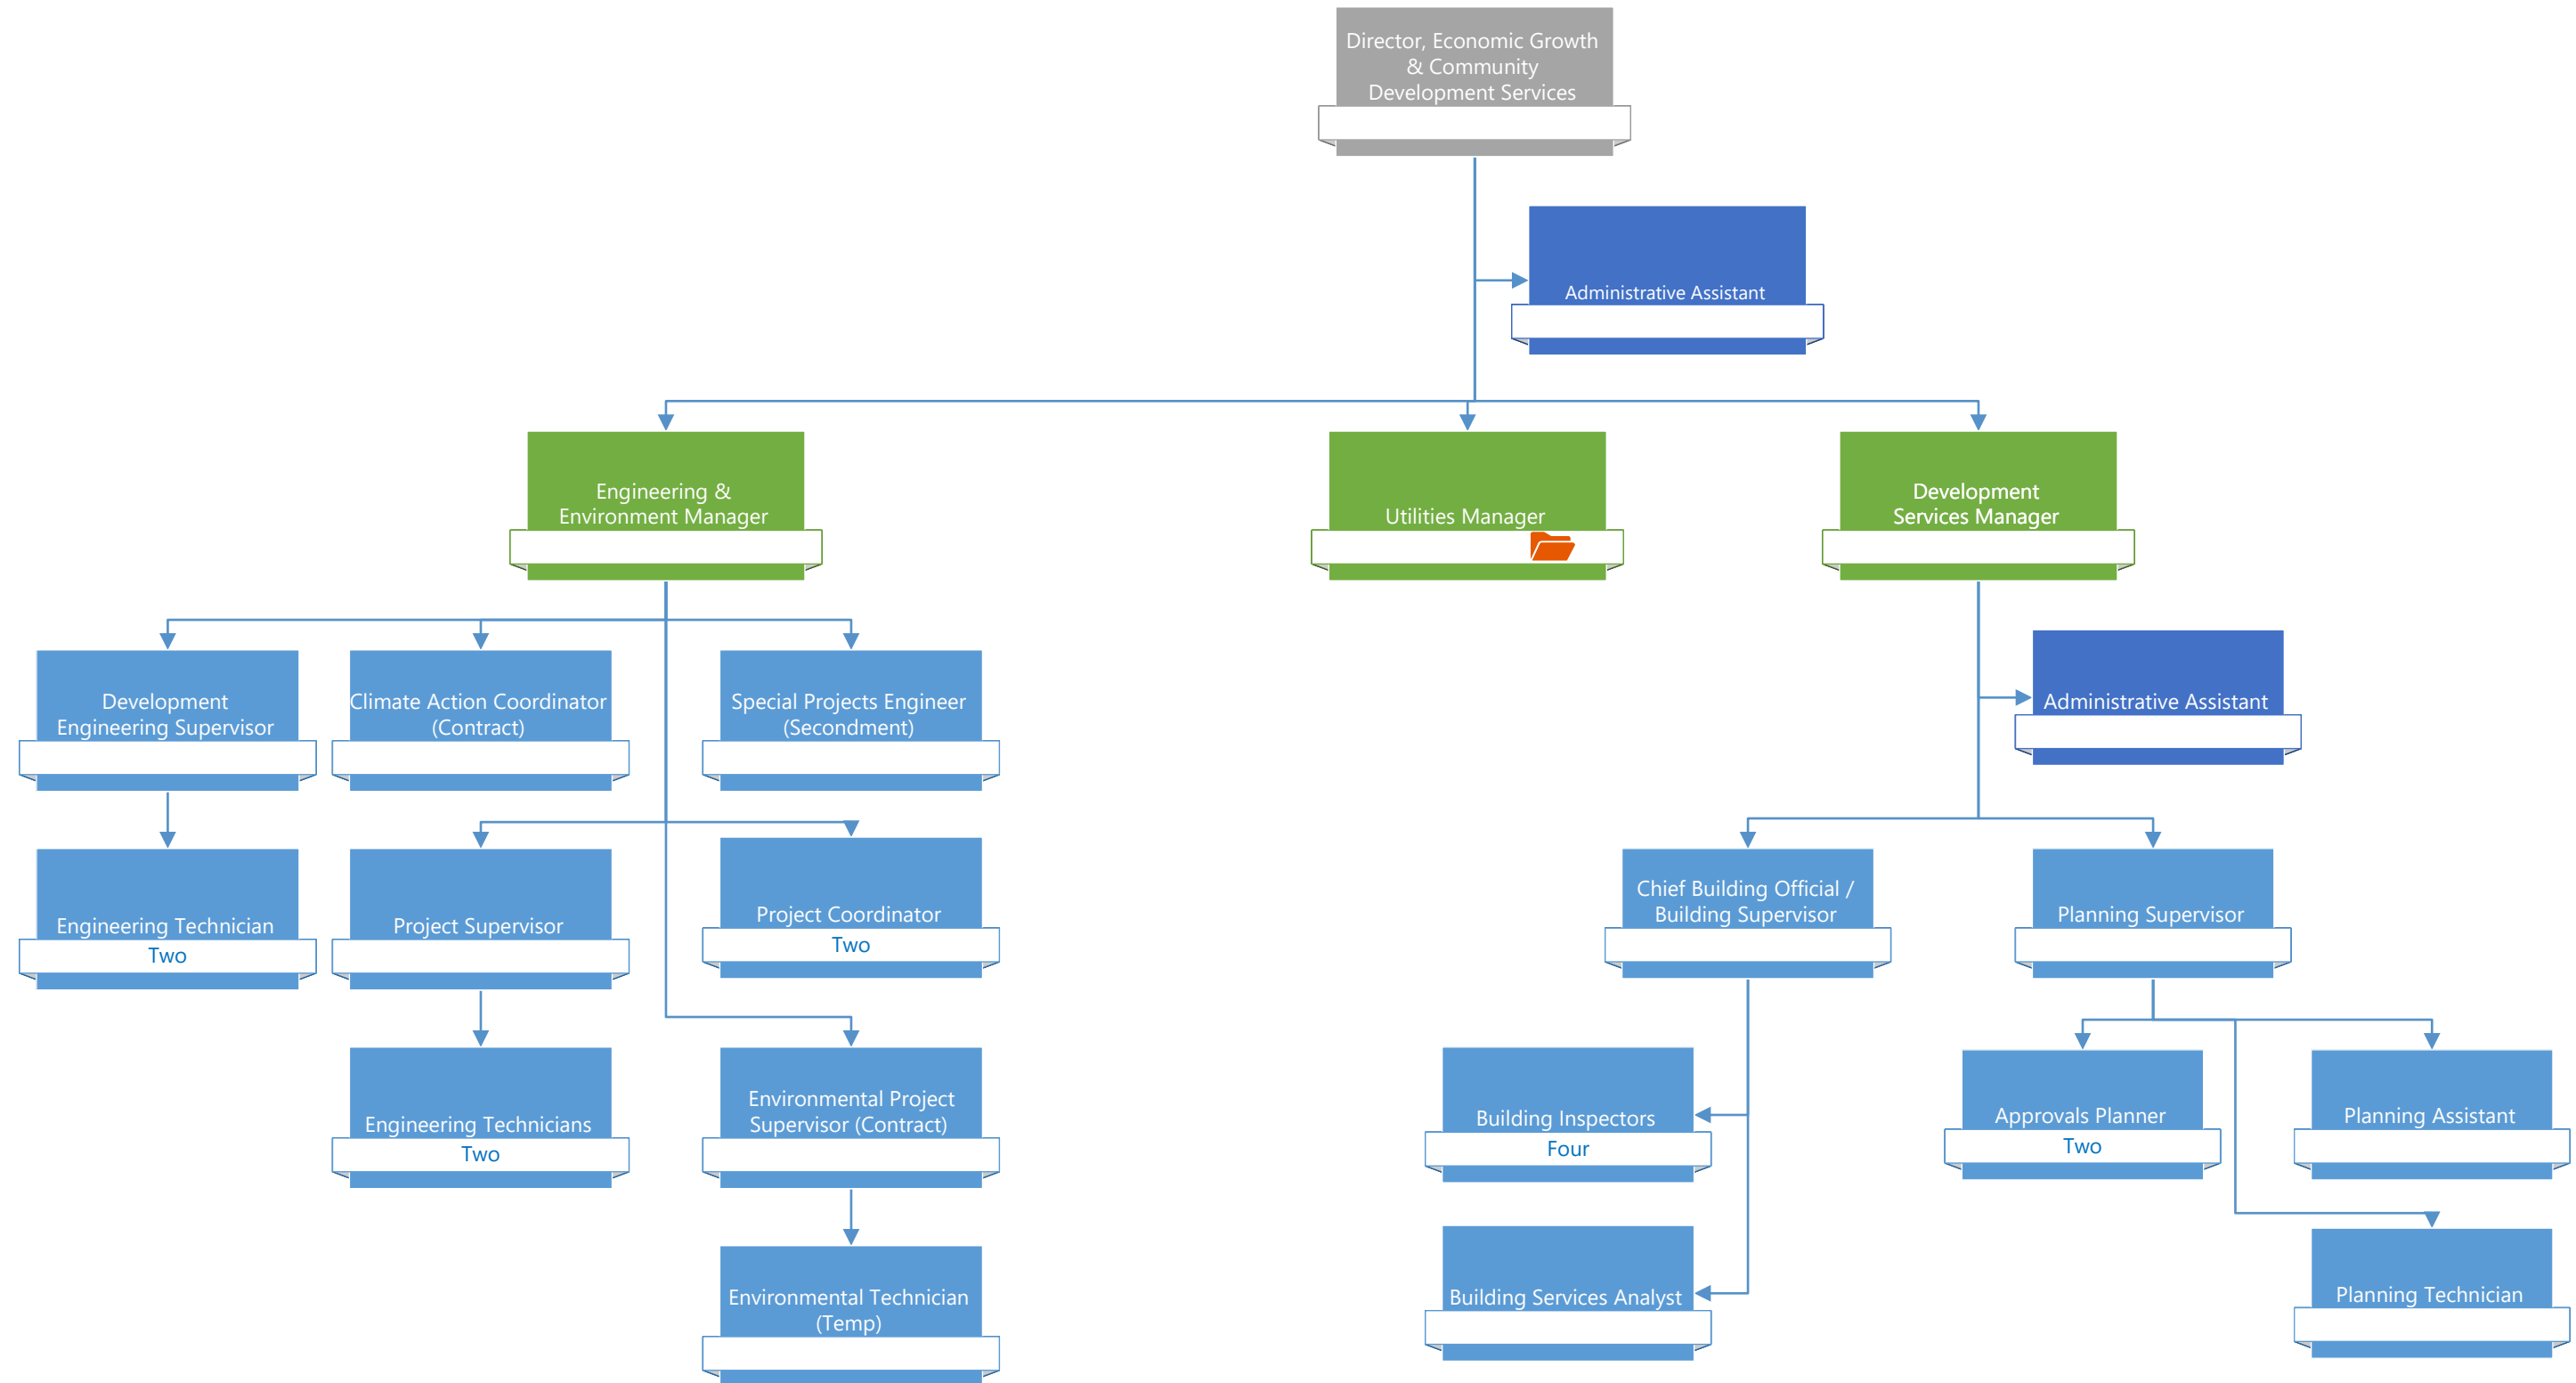 Director, Economic Growth
& Community
Development Services
Administrative Assistant
Engineering &
Environment Manager
Utilities Manager
Development
Services Manager
Development
Engineering Supervisor
Climate Action Coordinator
(Contract)
Special Projects Engineer
(Secondment)
Administrative Assistant
Engineering Technician
Two
Project Supervisor
Project Coordinator
Two
Chief Building Official /
Building Supervisor
Planning Supervisor
Engineering Technicians
Two
Environmental Project
Supervisor (Contract)
Building Inspectors
Four
Approvals Planner
Two
Planning Assistant
Environmental Technician
(Temp)
Building Services Analyst
Planning Technician